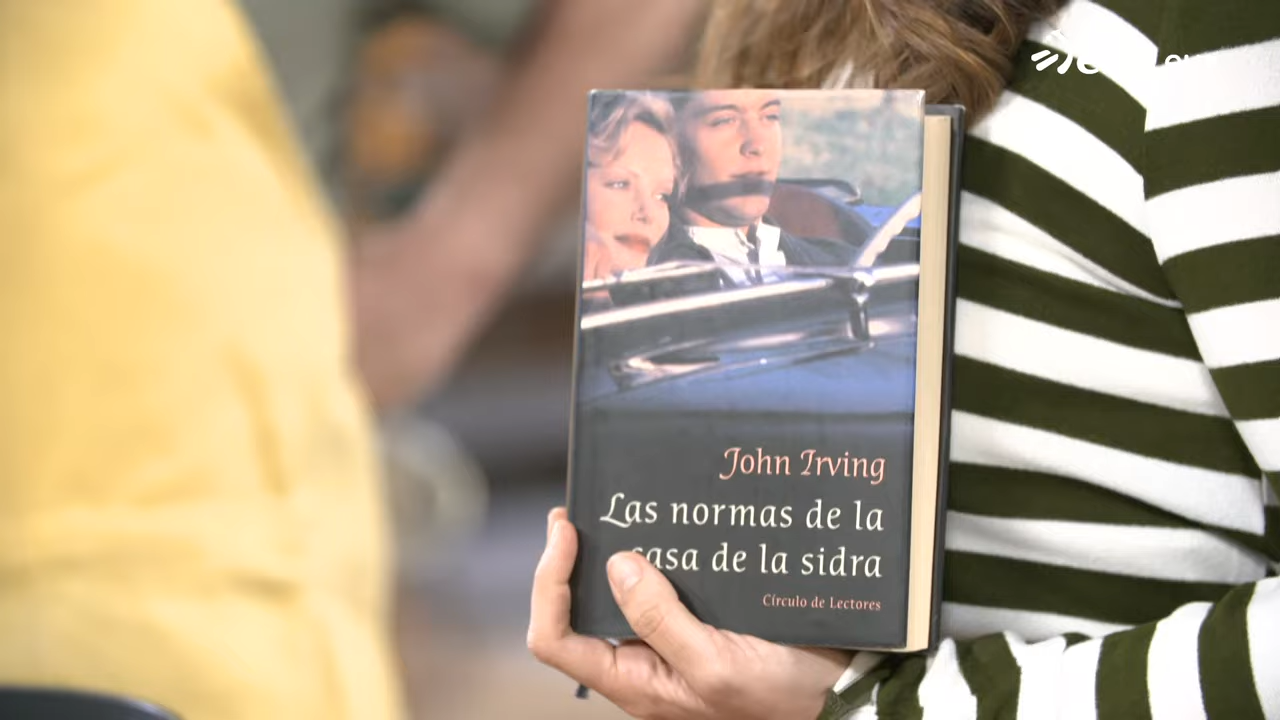 John Irving
Las normas de la
casa de la sidra
Círculo de Lectores